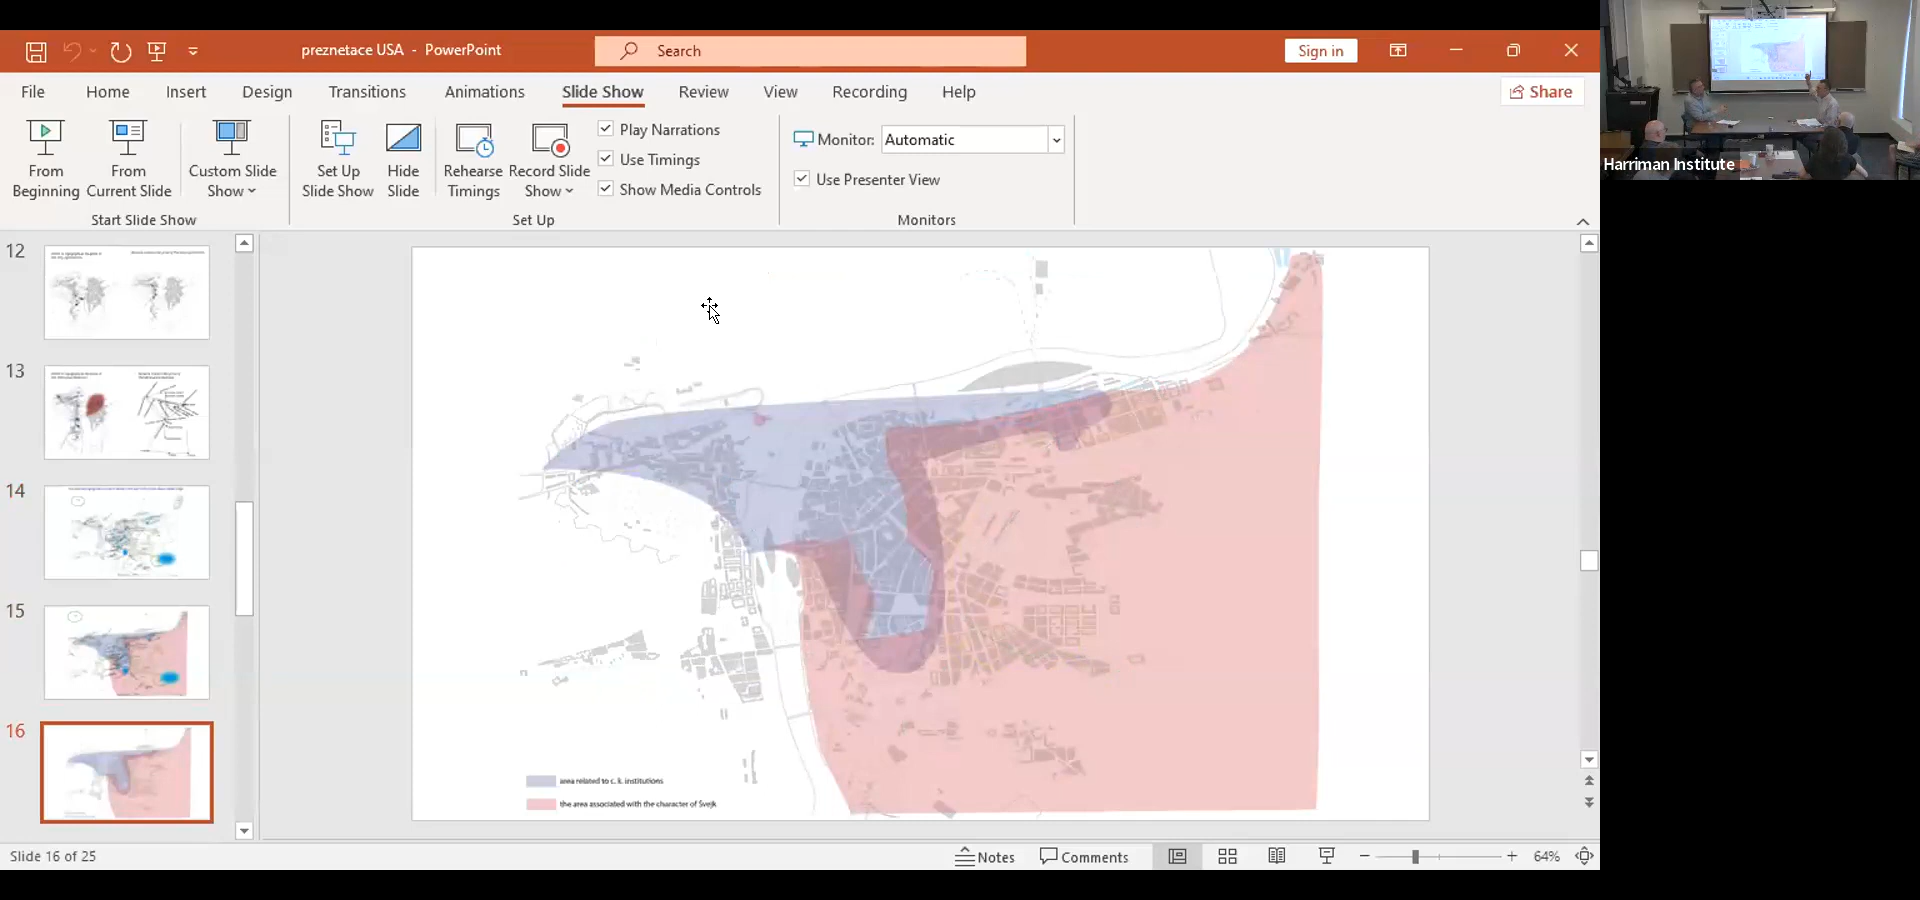 preznetace USA - PowerPoint
Search
Sign in
File Home Insert Design Transitions Animations Slide Show Review View Recording Help
Share
From Beginning
From Current Slide
Custom Slide Show
Set Up Slide Show
Hide Slide
Rehearse Timings
Record Slide Show
Play Narrations
Use Timings
Show Media Controls
Monitor: Automatic
Use Presenter View
Start Slide Show
Set Up
Monitors
Harriman Institute
12
13
14
15
16
area related to c. k. institutions
the area associated with the character of Švejk
Slide 16 of 25
Notes
Comments
64%